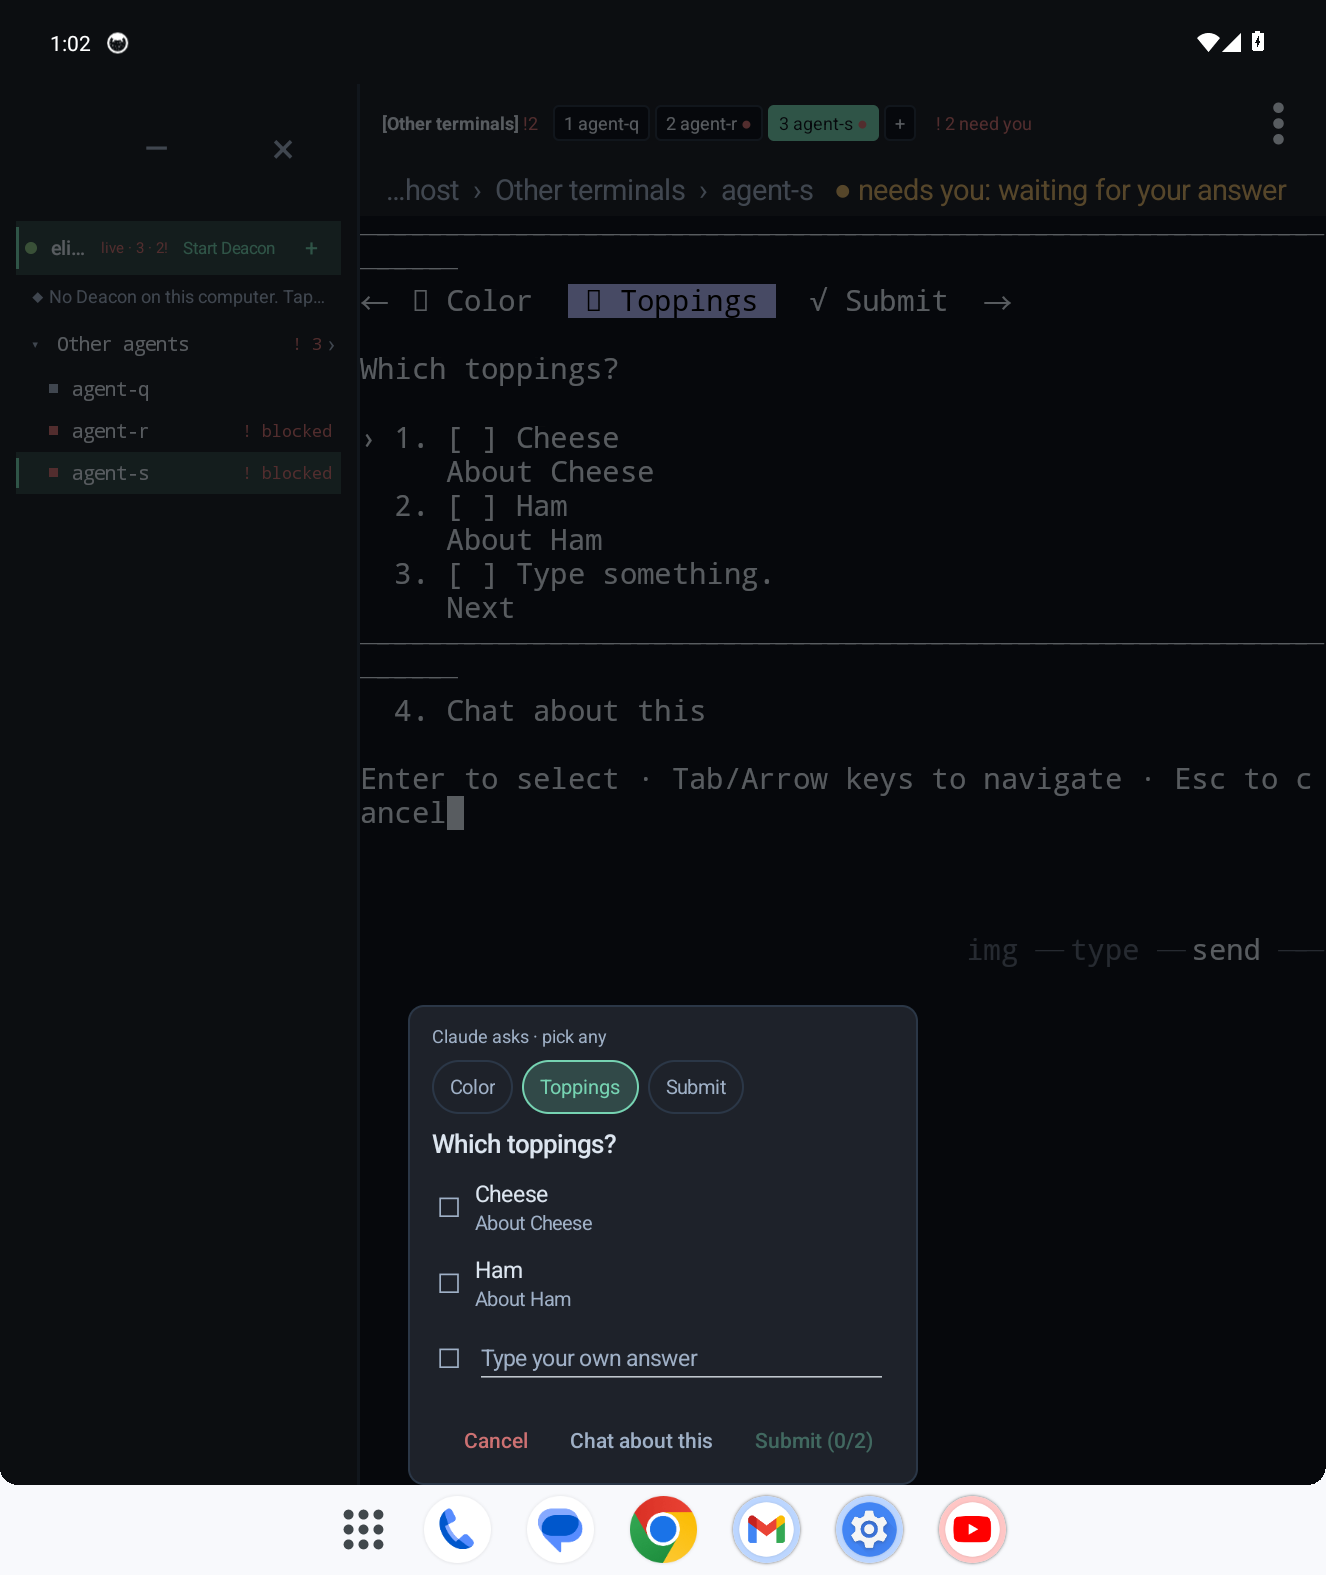 1:02
[Other terminals] !2 1 agent-q 2 agent-r • 3 agent-s • + ! 2 need you
...host › Other terminals › agent-s ● needs you: waiting for your answer
eli... live · 3 · 2! Start Deacon +
◆ No Deacon on this computer. Tap...
▾ Other agents ! 3 ›
agent-q
agent-r ! blocked
agent-s ! blocked
← Color Toppings √ Submit →
Which toppings?
› 1. [ ] Cheese
About Cheese
2. [ ] Ham
About Ham
3. [ ] Type something.
Next
4. Chat about this
Enter to select · Tab/Arrow keys to navigate · Esc to c
ancel
img — type — send —
Claude asks · pick any
Color Toppings Submit
Which toppings?
Cheese
About Cheese
Ham
About Ham
Type your own answer
Cancel Chat about this Submit (0/2)